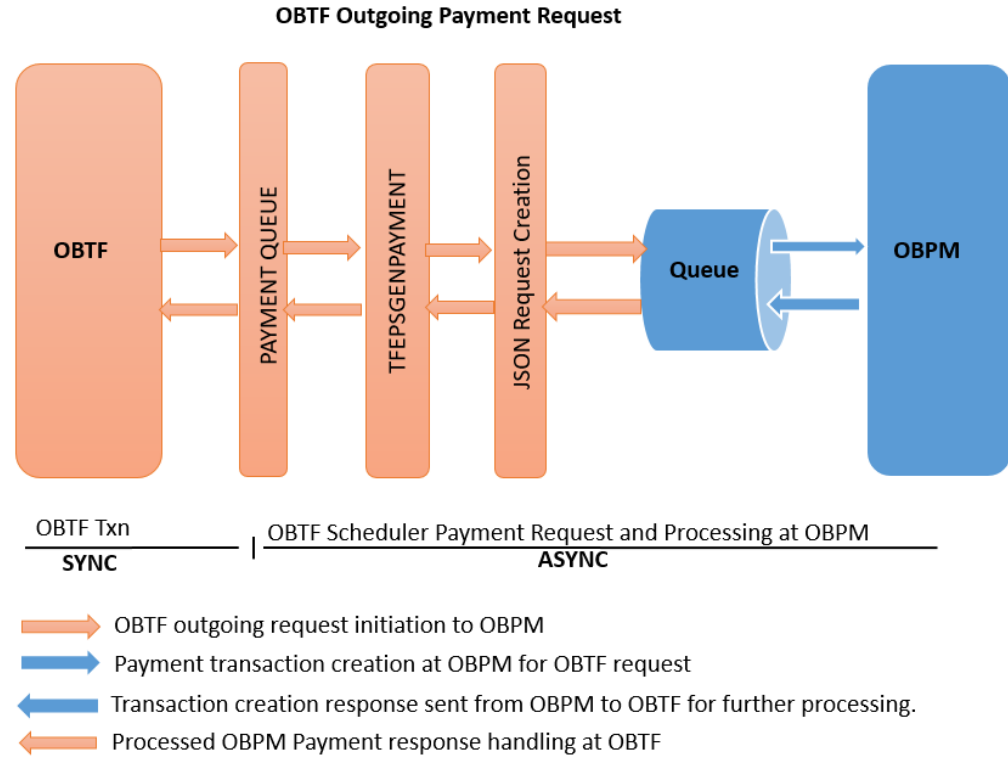 OBTF Outgoing Payment Request
OBTF
PAYMENT QUEUE
TFEPSGENPAYMENT
JSON Request Creation
Queue
OBPM
OBTF Txn
SYNC
OBTF Scheduler Payment Request and Processing at OBPM
ASYNC
OBTF outgoing request initiation to OBPM
Payment transaction creation at OBPM for OBTF request
Transaction creation response sent from OBPM to OBTF for further processing.
Processed OBPM Payment response handling at OBTF